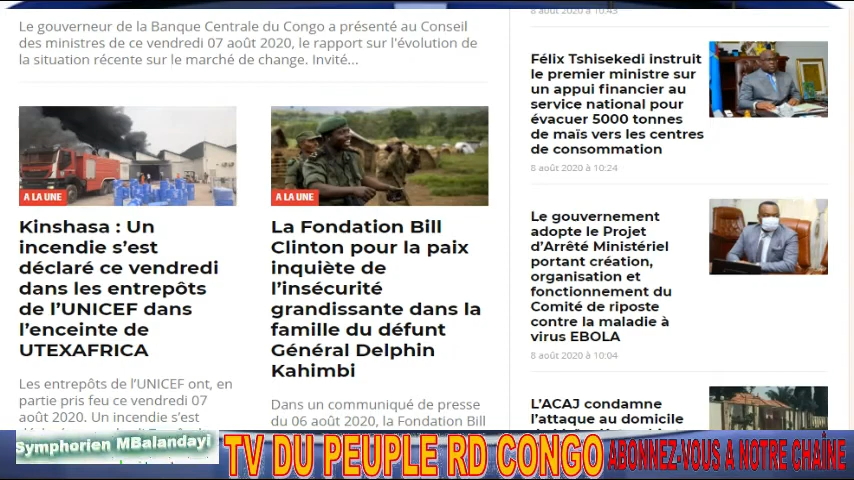 Le gouverneur de la Banque Centrale du Congo a présenté au Conseil
des ministres de ce vendredi 07 août 2020, le rapport sur l'évolution de
la situation récente sur le marché de change. Invité...
A LA UNE
Kinshasa : Un
incendie s’est
déclaré ce vendredi
dans les entrepôts
de l’UNICEF dans
l’enceinte de
UTEXAFRICA
Les entrepôts de l’UNICEF ont, en
partie pris feu ce vendredi 07
août 2020. Un incendie s’est
A LA UNE
La Fondation Bill
Clinton pour la paix
inquiète de
l’insécurité
grandissante dans la
famille du défunt
Général Delphin
Kahimbi
Dans un communiqué de presse
du 06 août 2020, la Fondation Bill
8 août 2020 à 10:43
Félix Tshisekedi instruit
le premier ministre sur
un appui financier au
service national pour
évacuer 5000 tonnes
de maïs vers les centres
de consommation
8 août 2020 à 10:24
Le gouvernement
adopte le Projet
d’Arrêté Ministériel
portant création,
organisation et
fonctionnement du
Comité de riposte
contre la maladie à
virus EBOLA
8 août 2020 à 10:04
L’ACAJ condamne
l’attaque au domicile
Symphorien MBalandayi
TV DU PEUPLE RD CONGO
ABONNEZ-VOUS A NOTRE CHAÎNE